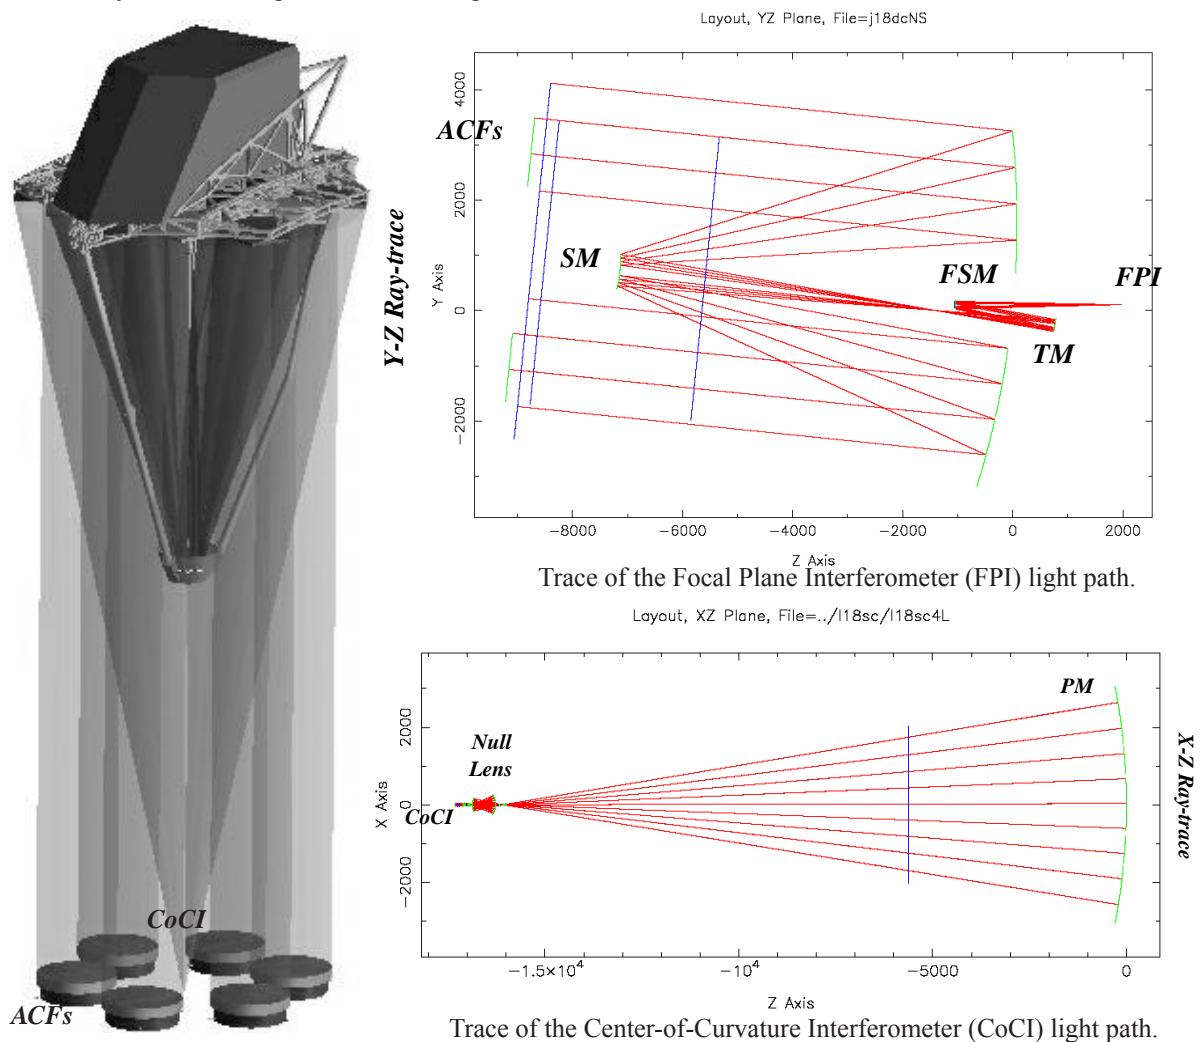 Layout, YZ Plane, File=j18dcNS
ACFs
SM
FSM
FPI
TM
Y-Z Ray-trace
Y Axis
4000
2000
0
−2000
−8000 −6000 −4000 −2000 0 2000
Z Axis
Trace of the Focal Plane Interferometer (FPI) light path.
Layout, XZ Plane, File=../l18sc/l18sc4L
PM
Null
Lens
CoCI
X-Z Ray-trace
X Axis
2000
0
−2000
−1.5×10⁴ −10⁴ −5000 0
Z Axis
Trace of the Center-of-Curvature Interferometer (CoCI) light path.
CoCI
ACFs